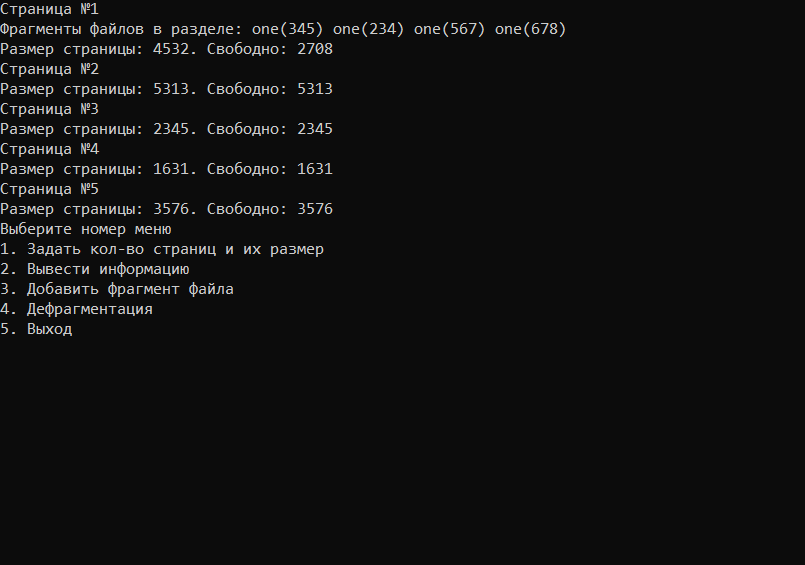 Страница №1
Фрагменты файлов в разделе: one(345) one(234) one(567) one(678)
Размер страницы: 4532. Свободно: 2708
Страница №2
Размер страницы: 5313. Свободно: 5313
Страница №3
Размер страницы: 2345. Свободно: 2345
Страница №4
Размер страницы: 1631. Свободно: 1631
Страница №5
Размер страницы: 3576. Свободно: 3576
Выберите номер меню
1. Задать кол-во страниц и их размер
2. Вывести информацию
3. Добавить фрагмент файла
4. Дефрагментация
5. Выход